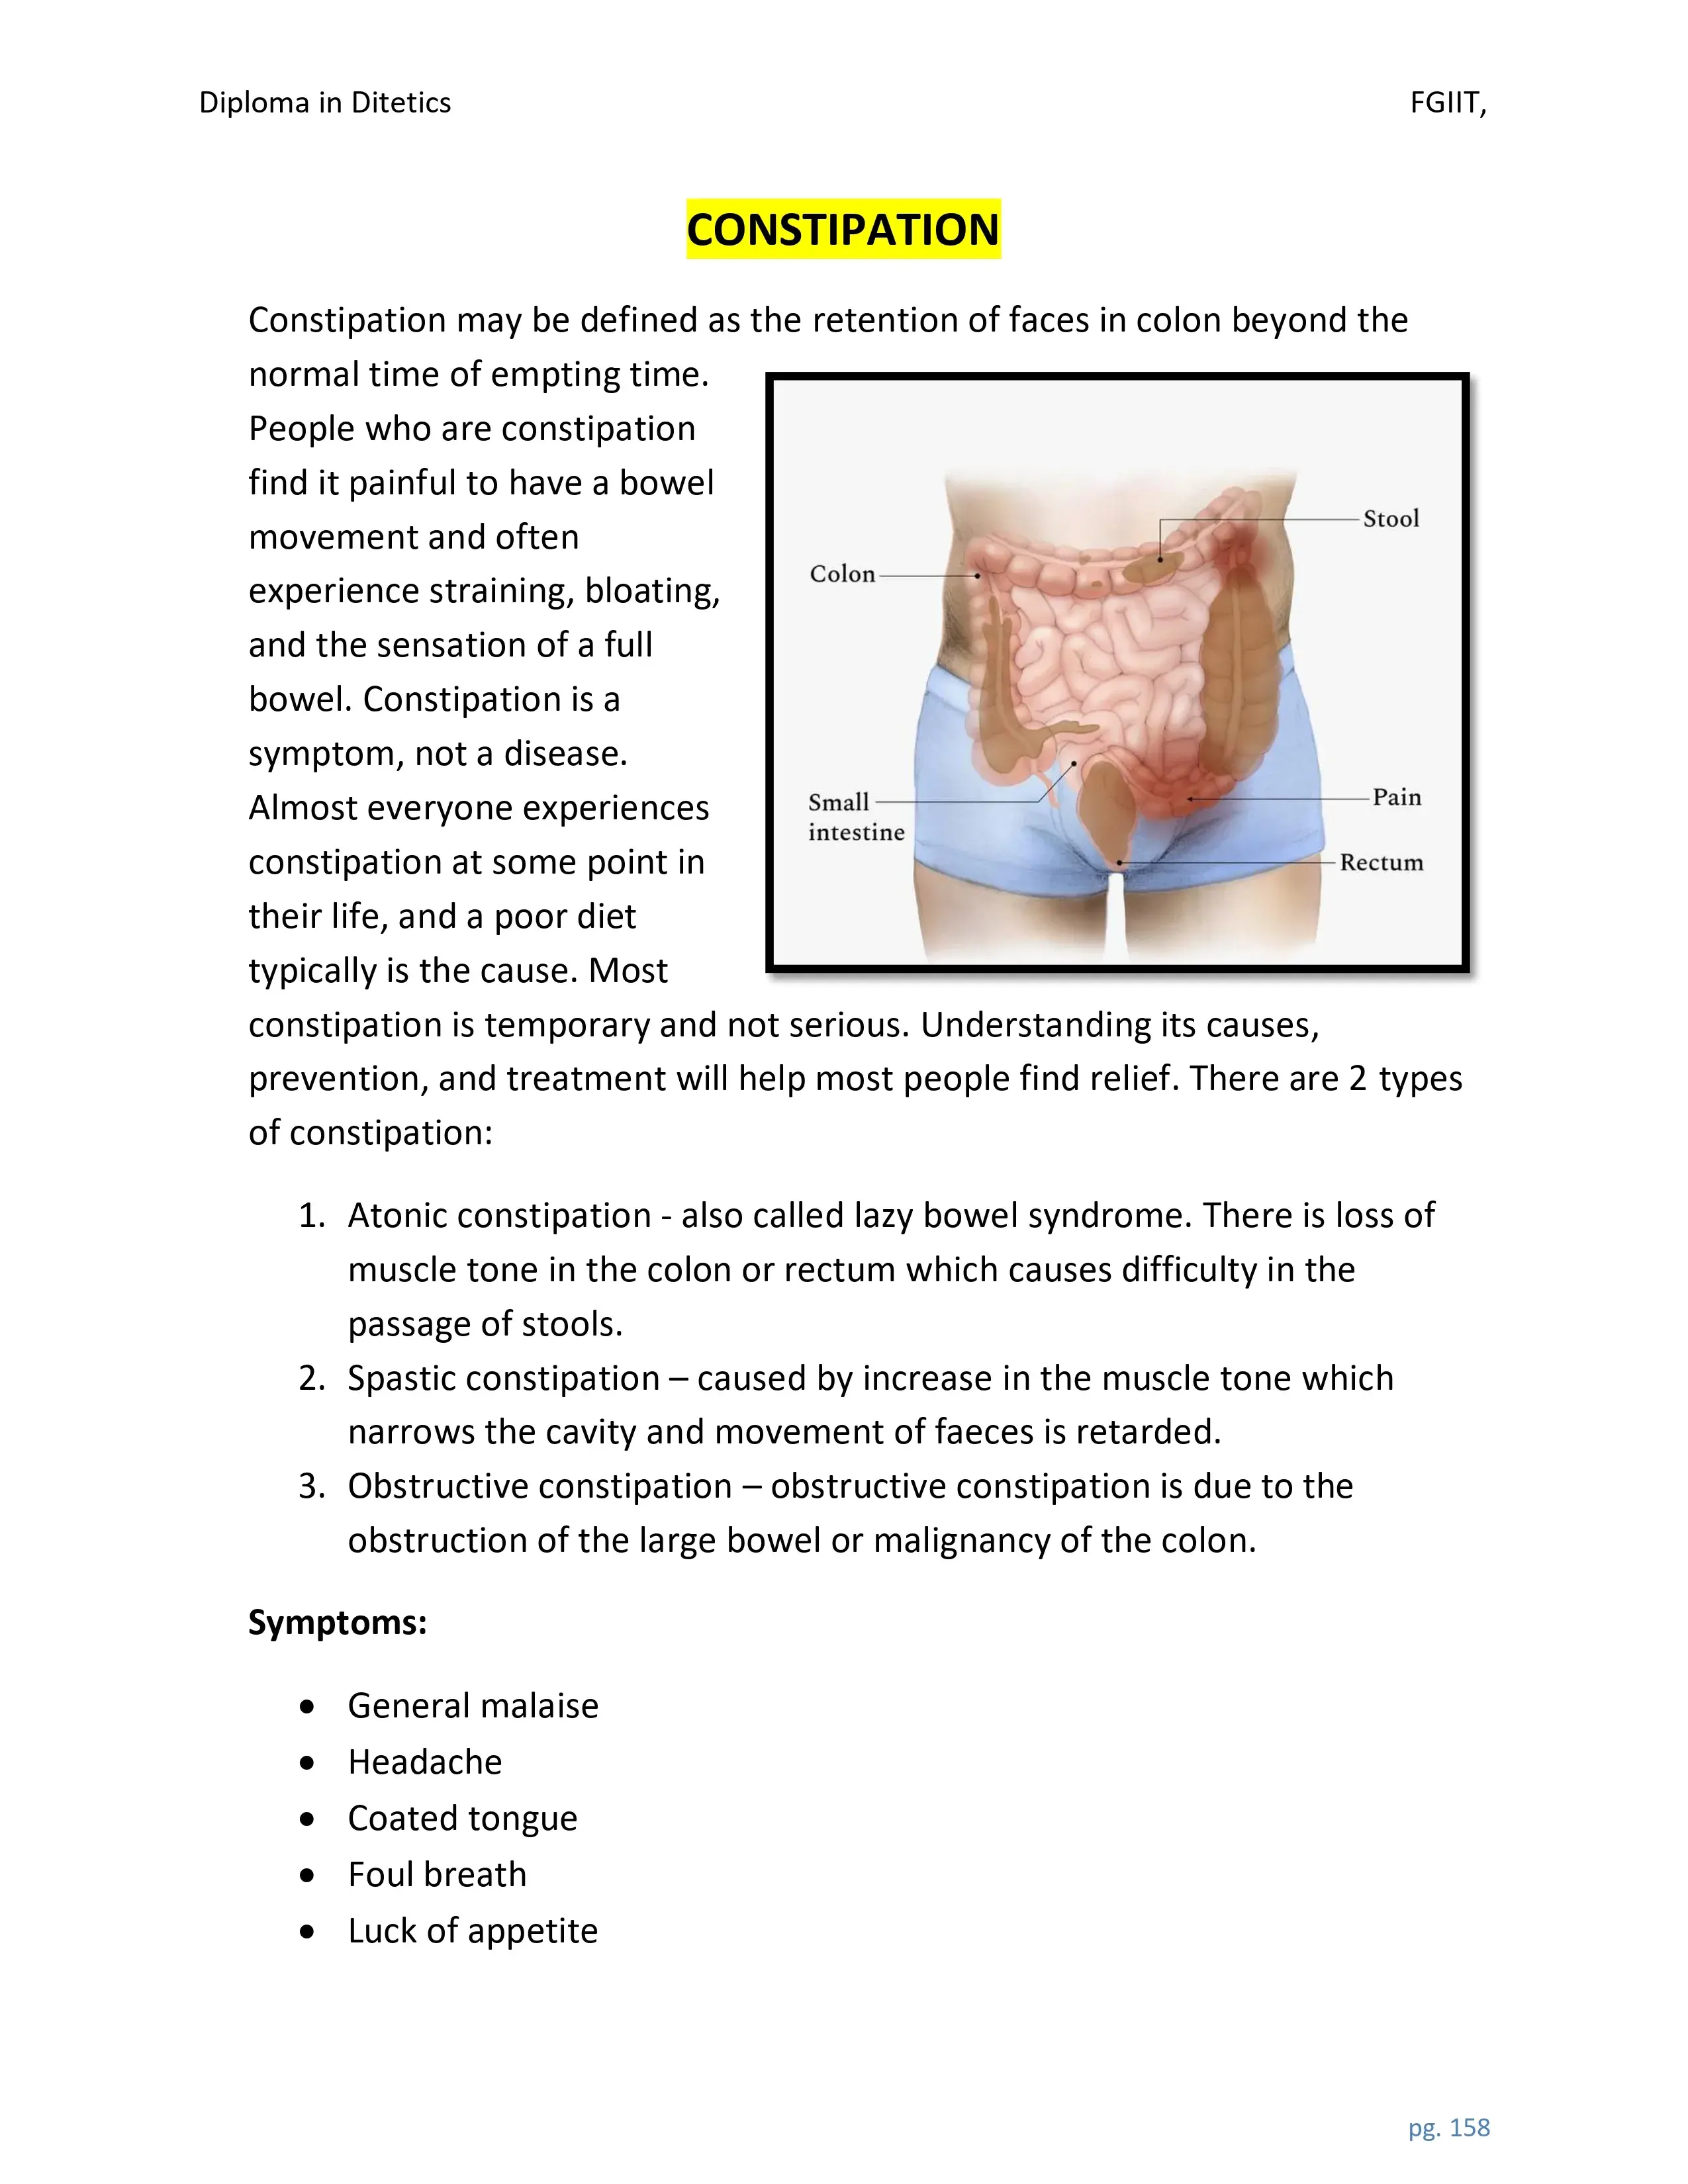 Diploma in Ditetics FGIIT,
CONSTIPATION
Constipation may be defined as the retention of faces in colon beyond the
normal time of empting time.
People who are constipation
find it painful to have a bowel
movement and often
experience straining, bloating,
and the sensation of a full
bowel. Constipation is a
symptom, not a disease.
Almost everyone experiences
constipation at some point in
their life, and a poor diet
typically is the cause. Most
Stool
Colon
Small
intestine
Pain
Rectum
constipation is temporary and not serious. Understanding its causes,
prevention, and treatment will help most people find relief. There are 2 types
of constipation:
1. Atonic constipation - also called lazy bowel syndrome. There is loss of
muscle tone in the colon or rectum which causes difficulty in the
passage of stools.
2. Spastic constipation – caused by increase in the muscle tone which
narrows the cavity and movement of faeces is retarded.
3. Obstructive constipation – obstructive constipation is due to the
obstruction of the large bowel or malignancy of the colon.
Symptoms:
• General malaise
• Headache
• Coated tongue
• Foul breath
• Luck of appetite
pg. 158